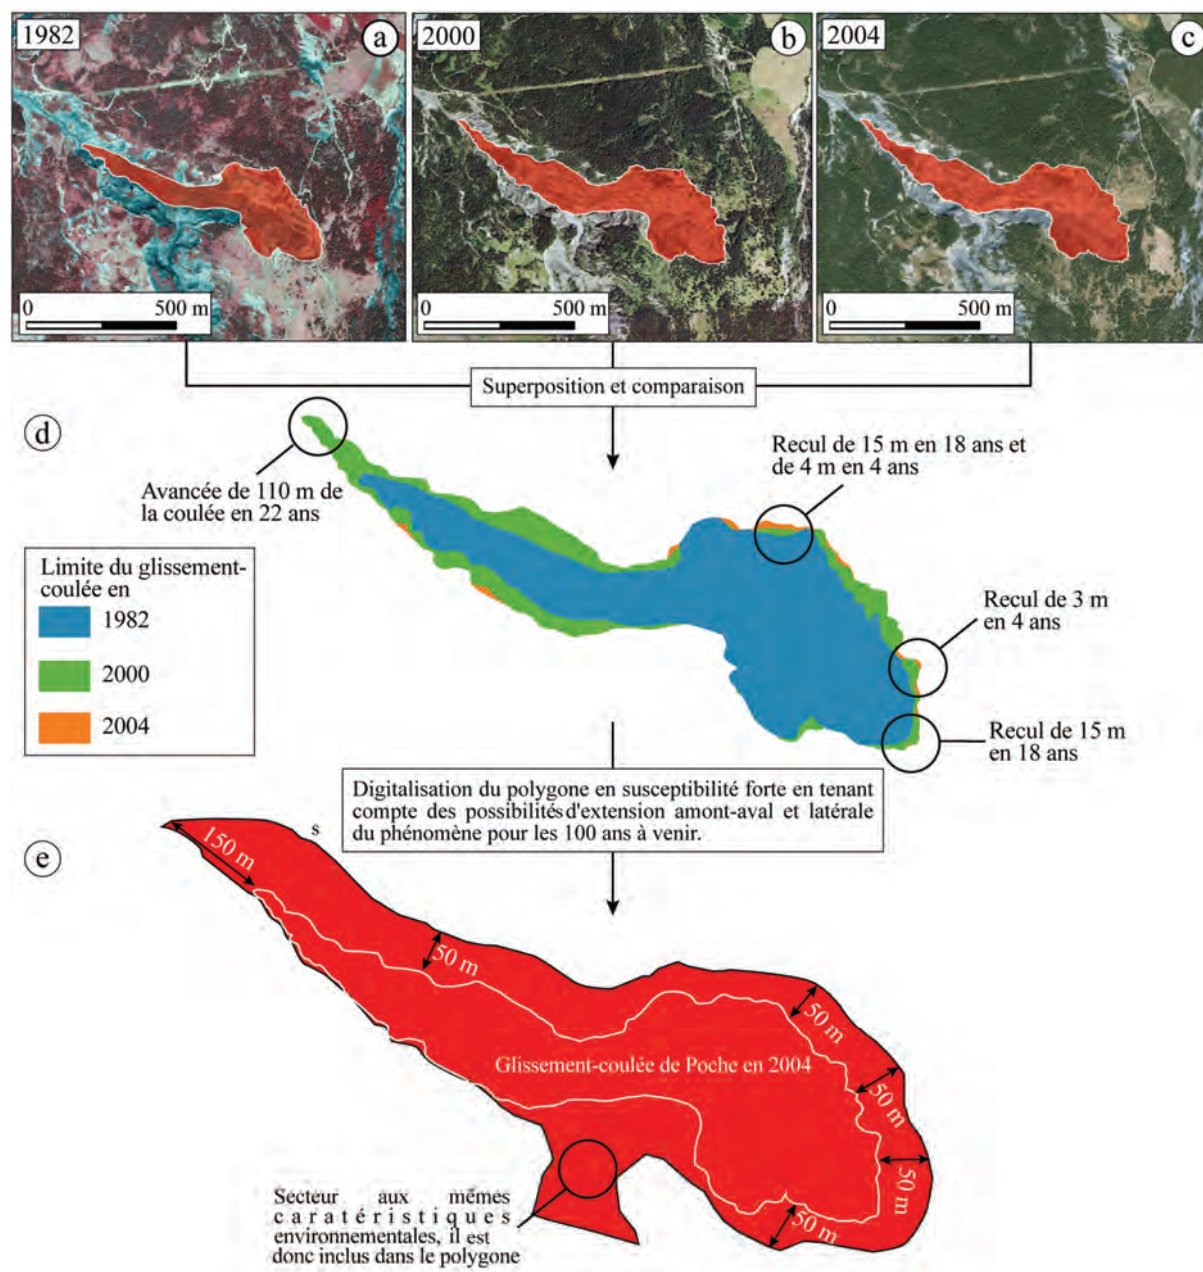 1982
a
2000
b
2004
c
0 500 m
0 500 m
0 500 m
Superposition et comparaison
d
Avancée de 110 m de
la coulée en 22 ans
Recul de 15 m en 18 ans et
de 4 m en 4 ans
Limite du glissement-
coulée en
1982
2000
2004
Recul de 3 m
en 4 ans
Recul de 15 m
en 18 ans
Digitalisation du polygone en susceptibilité forte en tenant
compte des possibilités d'extension amont-aval et latérale
du phénomène pour les 100 ans à venir.
e
s
150 m
50 m
50 m
50 m
50 m
50 m
Glissement-coulée de Poche en 2004
Secteur aux mêmes
caratéristiques
environnementales, il est
donc inclus dans le polygone